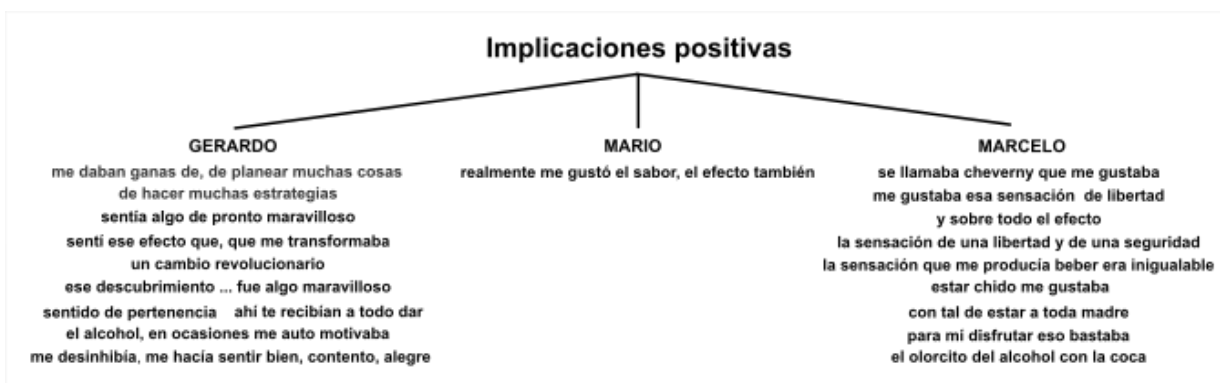 Implicaciones positivas
GERARDO
me daban ganas de, de planear muchas cosas
de hacer muchas estrategias
sentía algo de pronto maravilloso
sentí ese efecto que, que me transformaba
un cambio revolucionario
ese descubrimiento ... fue algo maravilloso
sentido de pertenencia ahí te recibían a todo dar
el alcohol, en ocasiones me auto motivaba
me desinhibía, me hacía sentir bien, contento, alegre
MARIO
realmente me gustó el sabor, el efecto también
MARCELO
se llamaba cheverny que me gustaba
me gustaba esa sensación de libertad
y sobre todo el efecto
la sensación de una libertad y de una seguridad
la sensación que me producía beber era inigualable
estar chido me gustaba
con tal de estar a toda madre
para mí disfrutar eso bastaba
el olorcito del alcohol con la coca